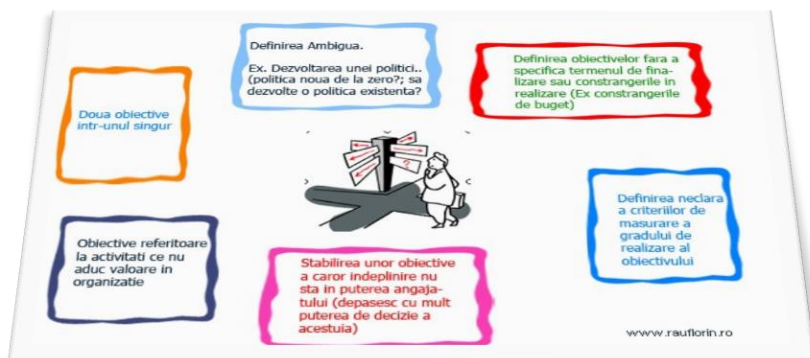 Definirea Ambigua.
Ex. Dezvoltarea unei politici..
(politica noua de la zero?; sa
dezvolte o politica existenta?
Definirea obiectivelor fara a
specifica termenul de fina-
lizare sau constrangerile in
realizare (Ex constrangerile
de buget)
Doua obiective
intr-unul singur
?
Definirea neclara
a criteriilor de
masurare a
gradului de
realizare al
obiectivului
Obiective referitoare
la activitati ce nu
aduc valoare in
organizatie
Stabilirea unor obiective
a caror indeplinire nu
sta in puterea angaja-
tului (depasesc cu mult
puterea de decizie a
acestuia)
www.rauflorin.ro